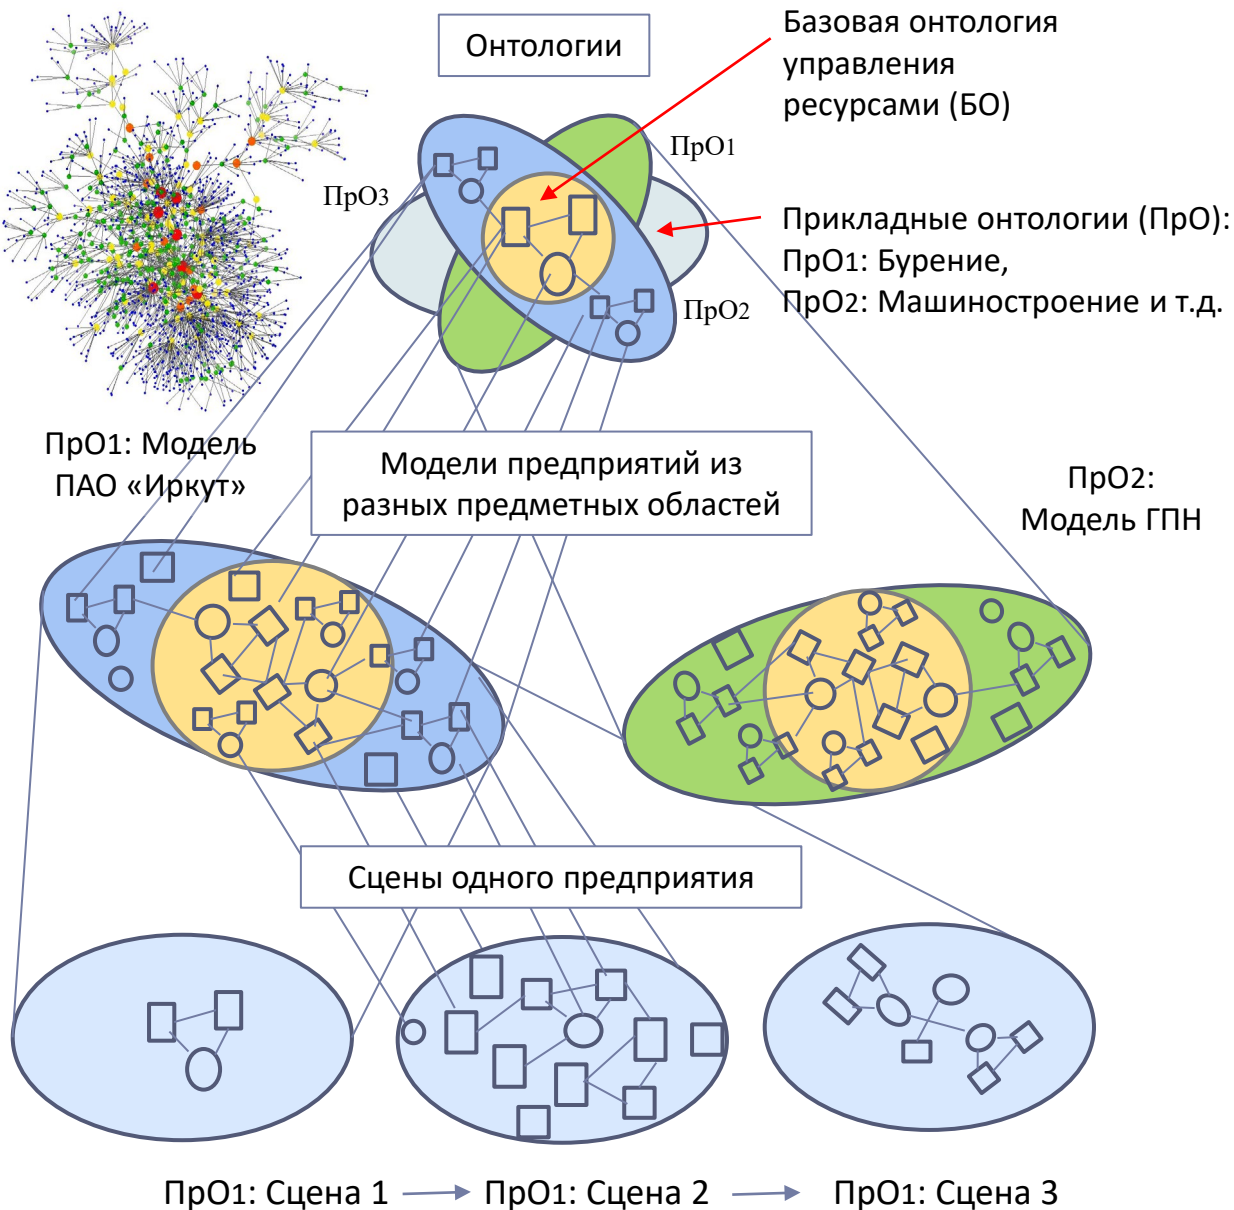 Онтологии
Базовая онтология
управления
ресурсами (БО)
ПрО1
ПрО3
ПрО2
Прикладные онтологии (ПрО):
ПрО1: Бурение,
ПрО2: Машиностроение и т.д.
ПрО1: Модель
ПАО «Иркут»
Модели предприятий из
разных предметных областей
ПрО2:
Модель ГПН
Сцены одного предприятия
ПрО1: Сцена 1
ПрО1: Сцена 2
ПрО1: Сцена 3